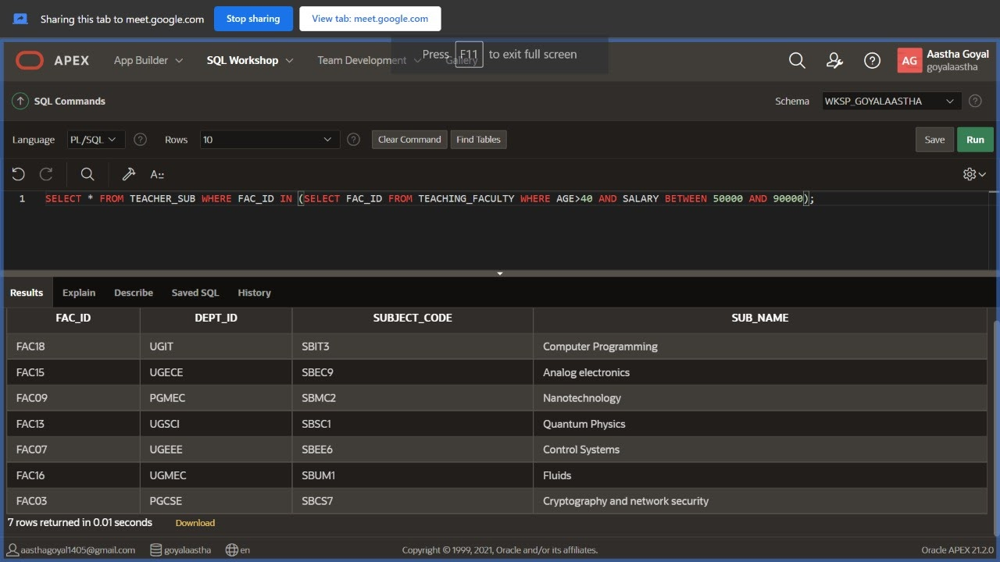 Sharing this tab to meet.google.com Stop sharing View tab: meet.google.com
APEX App Builder SQL Workshop Team Development Gallery Press F11 to exit full screen AG Aastha Goyal
goyalaastha
SQL Commands Schema WKSP_GOYALAASTHA
Language PL/SQL Rows 10 Clear Command Find Tables Save Run
A::
1 SELECT * FROM TEACHER_SUB WHERE FAC_ID IN (SELECT FAC_ID FROM TEACHING_FACULTY WHERE AGE>40 AND SALARY BETWEEN 50000 AND 90000);
Results Explain Describe Saved SQL History
FAC_ID DEPT_ID SUBJECT_CODE SUB_NAME
FAC18 UGIT SBIT3 Computer Programming
FAC15 UGECE SBEC9 Analog electronics
FAC09 PGMEC SBMC2 Nanotechnology
FAC13 UGSCI SBSC1 Quantum Physics
FAC07 UGEEE SBEE6 Control Systems
FAC16 UGMEC SBUM1 Fluids
FAC03 PGCSE SBCS7 Cryptography and network security
7 rows returned in 0.01 seconds Download
aasthagoyal1405@gmail.com goyalaastha en Copyright © 1999, 2021, Oracle and/or its affiliates. Oracle APEX 21.2.0